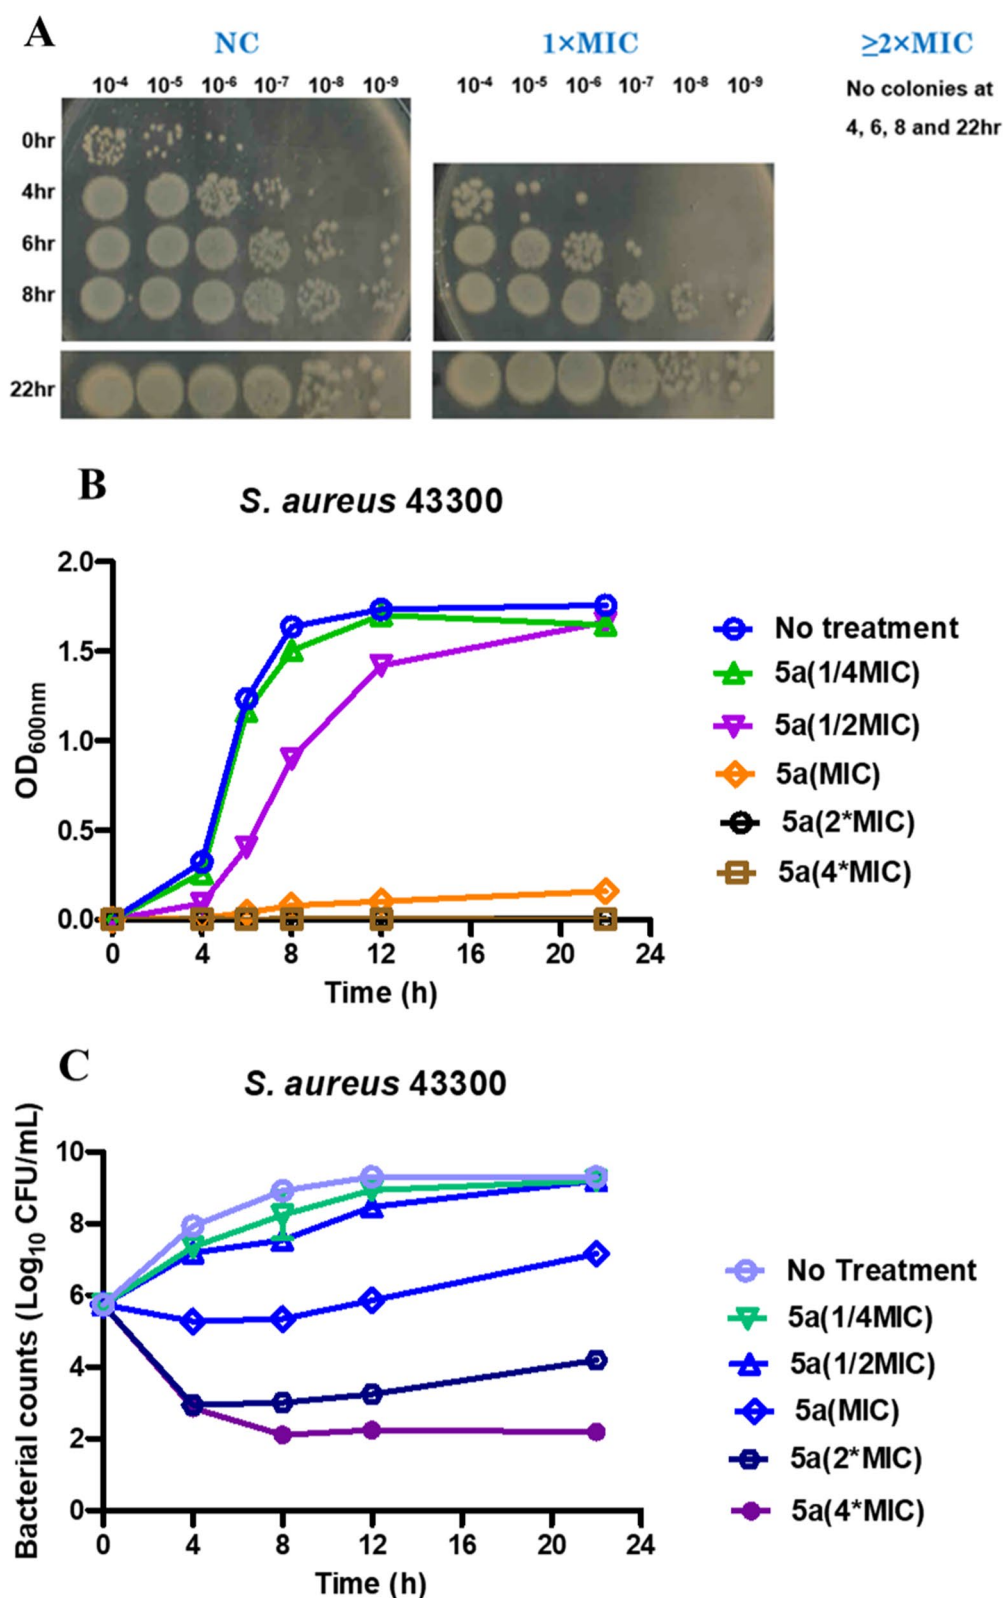 A
NC 1×MIC ≥2×MIC
10-4 10-5 10-6 10-7 10-8 10-9 10-4 10-5 10-6 10-7 10-8 10-9 No colonies at
4, 6, 8 and 22hr
0hr
4hr
6hr
8hr
22hr
B
S. aureus 43300
2.0
1.5
1.0
0.5
0.0
OD600nm
0 4 8 12 16 20 24
Time (h)
No treatment
5a(1/4MIC)
5a(1/2MIC)
5a(MIC)
5a(2*MIC)
5a(4*MIC)
C
S. aureus 43300
10
8
6
4
2
0
Bacterial counts (Log10 CFU/mL)
0 4 8 12 16 20 24
Time (h)
No Treatment
5a(1/4MIC)
5a(1/2MIC)
5a(MIC)
5a(2*MIC)
5a(4*MIC)